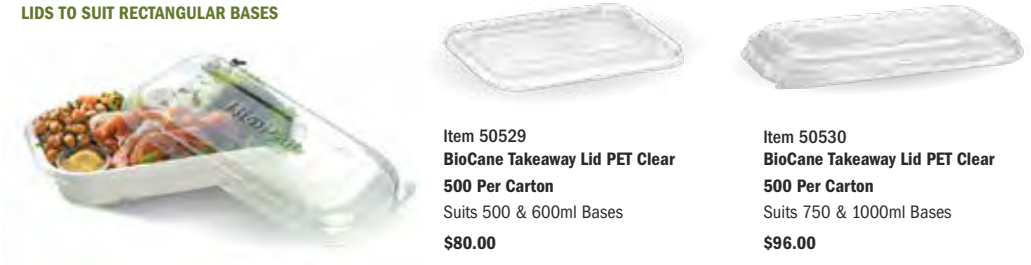 LIDS TO SUIT RECTANGULAR BASES
Item 50529
BioCane Takeaway Lid PET Clear
500 Per Carton
Suits 500 & 600ml Bases
$80.00
Item 50530
BioCane Takeaway Lid PET Clear
500 Per Carton
Suits 750 & 1000ml Bases
$96.00